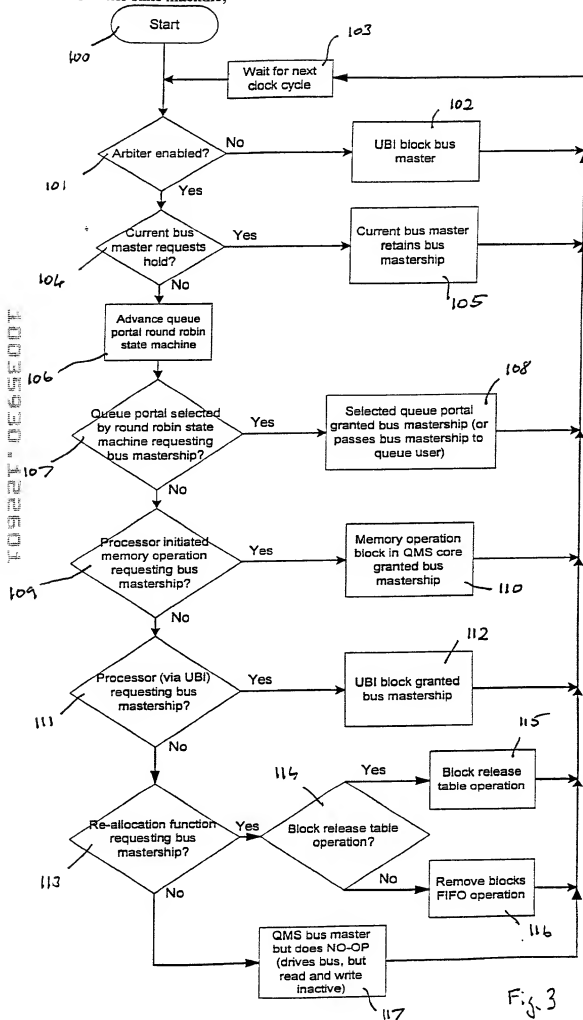 Start
100
103
Wait for next
clock cycle
Arbiter enabled?
101
No
Yes
102
UBI block bus
master
Current bus
master requests
hold?
104
Yes
No
Current bus master
retains bus
mastership
105
Advance queue
portal round robin
state machine
106
Queue portal selected
by round robin state
machine requesting
bus mastership?
107
Yes
No
108
Selected queue portal
granted bus mastership (or
passes bus mastership to
queue user)
Processor initiated
memory operation
requesting bus
mastership?
109
Yes
No
Memory operation
block in QMS core
granted bus
mastership
110
Processor (via UBI)
requesting bus
mastership?
111
Yes
No
112
UBI block granted
bus mastership
Re-allocation function
requesting bus
mastership?
113
Yes
No
114
Block release table
operation?
Yes
No
115
Block release
table operation
Remove blocks
FIFO operation
116
QMS bus master
but does NO-OP
(drives bus, but
read and write
inactive)
117
Fig. 3
10035930.122601